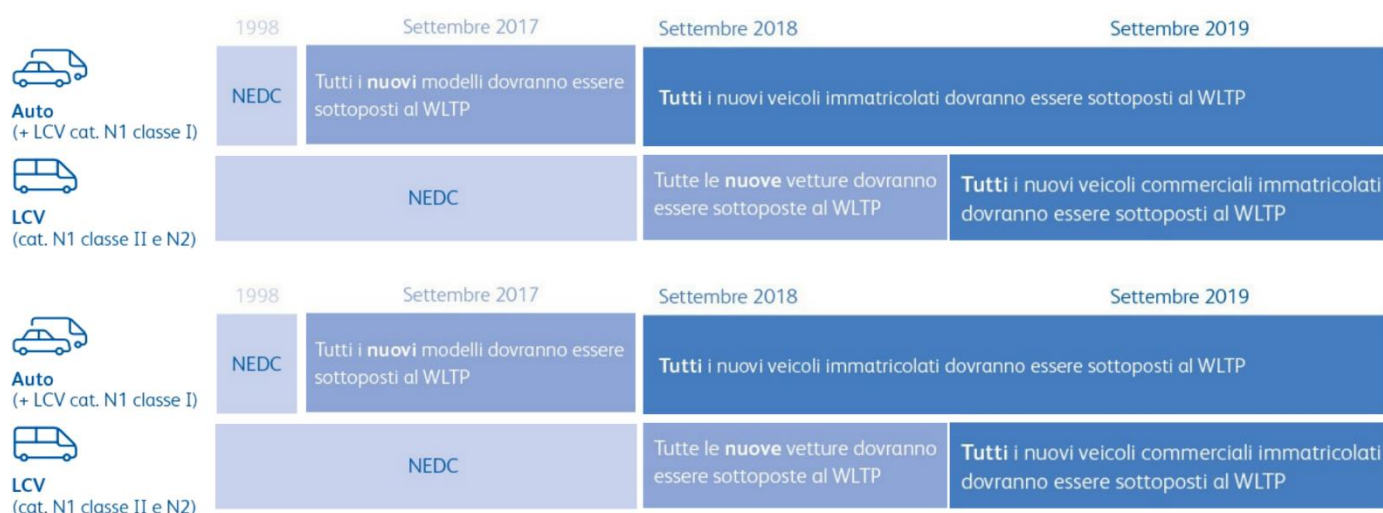 1998 Settembre 2017 Settembre 2018 Settembre 2019
Auto
(+ LCV cat. N1 classe I)
NEDC
Tutti i nuovi modelli dovranno essere
sottoposti al WLTP
Tutti i nuovi veicoli immatricolati dovranno essere sottoposti al WLTP
LCV
(cat. N1 classe II e N2)
NEDC
Tutte le nuove vetture dovranno
essere sottoposte al WLTP
Tutti i nuovi veicoli commerciali immatricolati
dovranno essere sottoposti al WLTP
1998 Settembre 2017 Settembre 2018 Settembre 2019
Auto
(+ LCV cat. N1 classe I)
NEDC
Tutti i nuovi modelli dovranno essere
sottoposti al WLTP
Tutti i nuovi veicoli immatricolati dovranno essere sottoposti al WLTP
LCV
(cat. N1 classe II e N2)
NEDC
Tutte le nuove vetture dovranno
essere sottoposte al WLTP
Tutti i nuovi veicoli commerciali immatricolati
dovranno essere sottoposti al WLTP